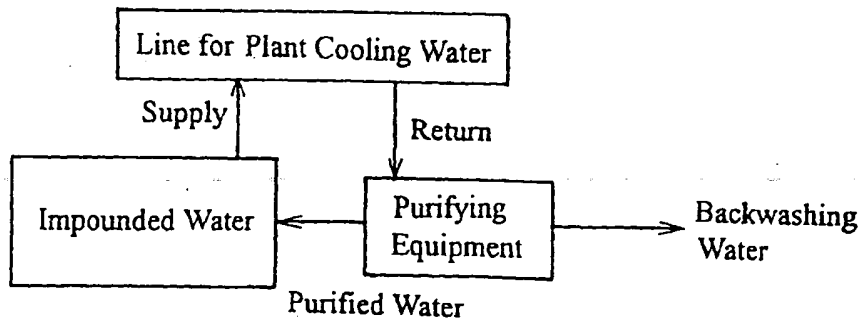 Line for Plant Cooling Water
Supply
Return
Impounded Water
Purifying
Equipment
Backwashing
Water
Purified Water